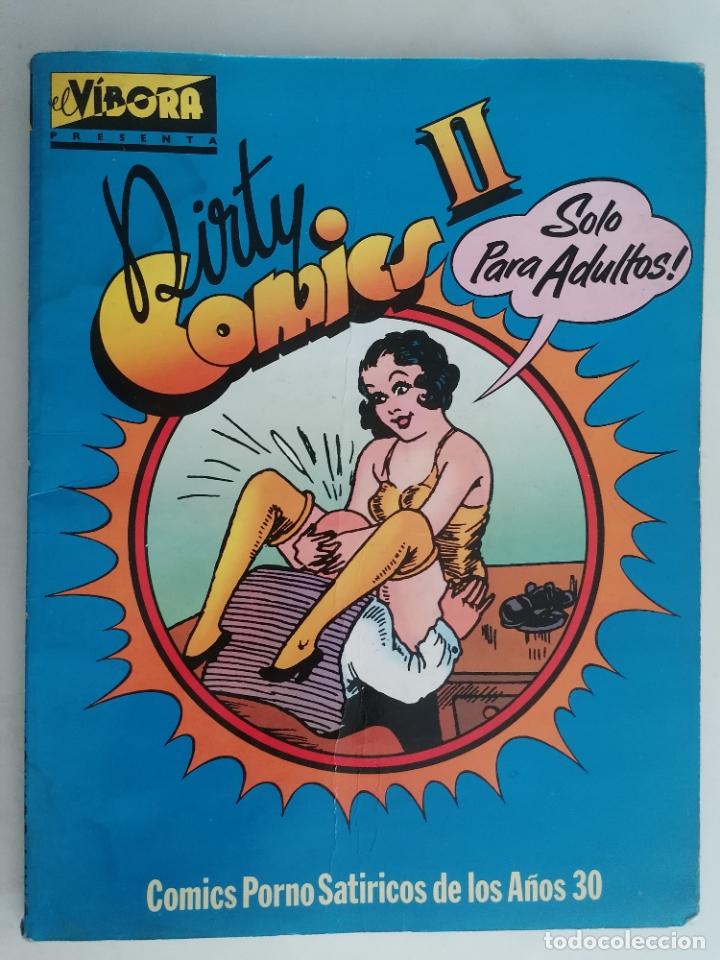 el VÍBORA
PRESENTA
Dirty
Comics
II
Solo
Para Adultos!
Comics Porno Satiricos de los Años 30
todocoleccion